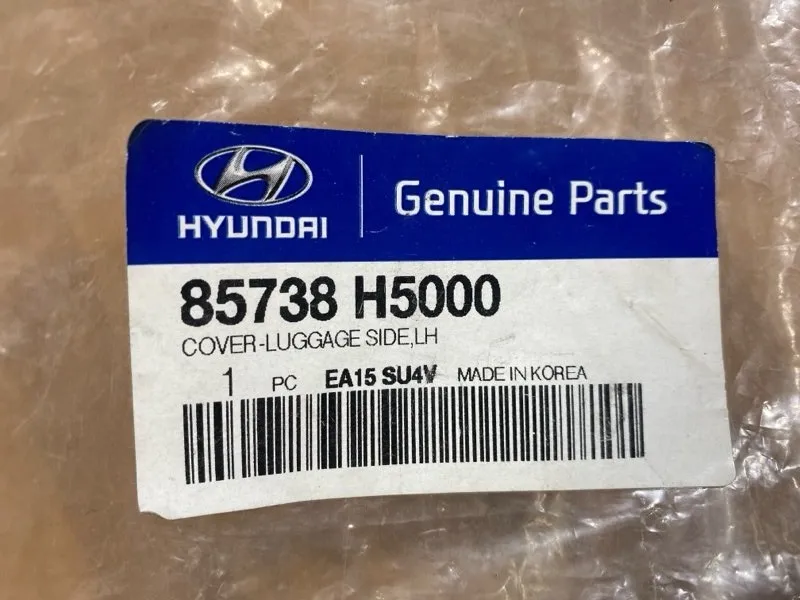 HYUNDAI
Genuine Parts
85738 H5000
COVER-LUGGAGE SIDE,LH
1 PC EA15 SU4V MADE IN KOREA